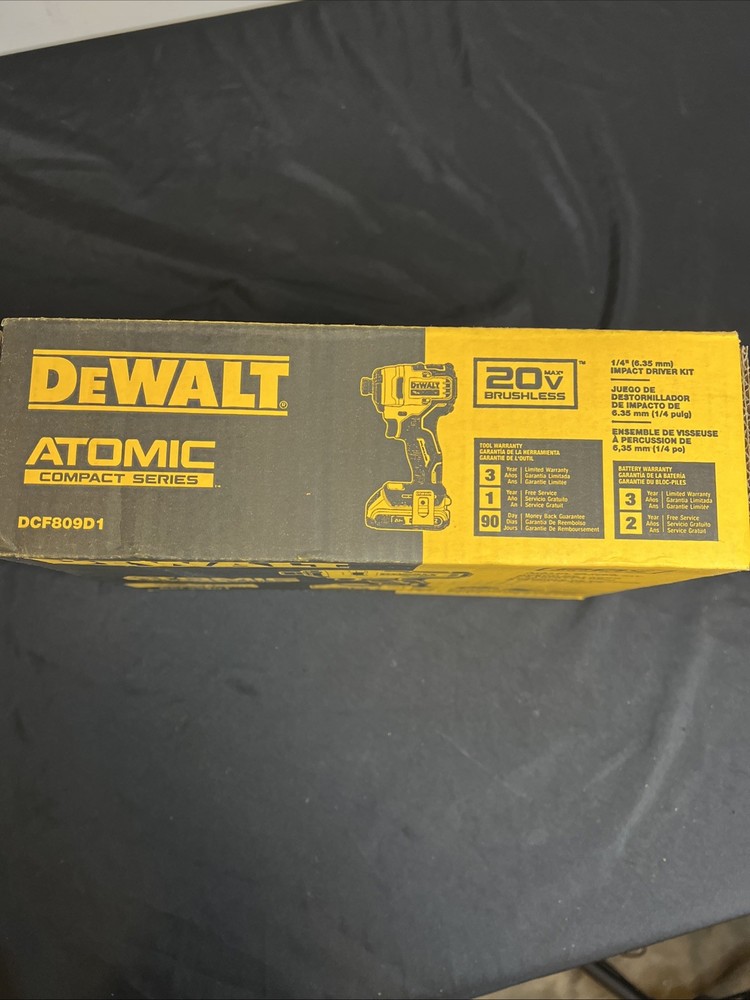 DEWALT®
ATOMIC
COMPACT SERIES™
DCF809D1
DEWALT
20V MAX*™
BRUSHLESS
1/4" (6.35 mm)
IMPACT DRIVER KIT
JUEGO DE
DESTORNILLADOR
DE IMPACTO DE
6.35 mm (1/4 pulg)
ENSEMBLE DE VISSEUSE
À PERCUSSION DE
6,35 mm (1/4 po)
TOOL WARRANTY
GARANTÍA DE LA HERRAMIENTA
GARANTIE DE L'OUTIL
3 Year Limited Warranty
Años Garantía Limitada
Ans Garantie Limitée
1 Year Free Service
Año Servicio Gratuito
An Service Gratuit
90 Day Money Back Guarantee
Días Garantía De Reembolso
Jours Garantie De Remboursement
BATTERY WARRANTY
GARANTÍA DE LA BATERÍA
GARANTIE DU BLOC-PILES
3 Year Limited Warranty
Años Garantía Limitada
Ans Garantie Limitée
2 Year Free Service
Años Servicio Gratuito
Ans Service Gratuit
DEWALT
ATOMIC